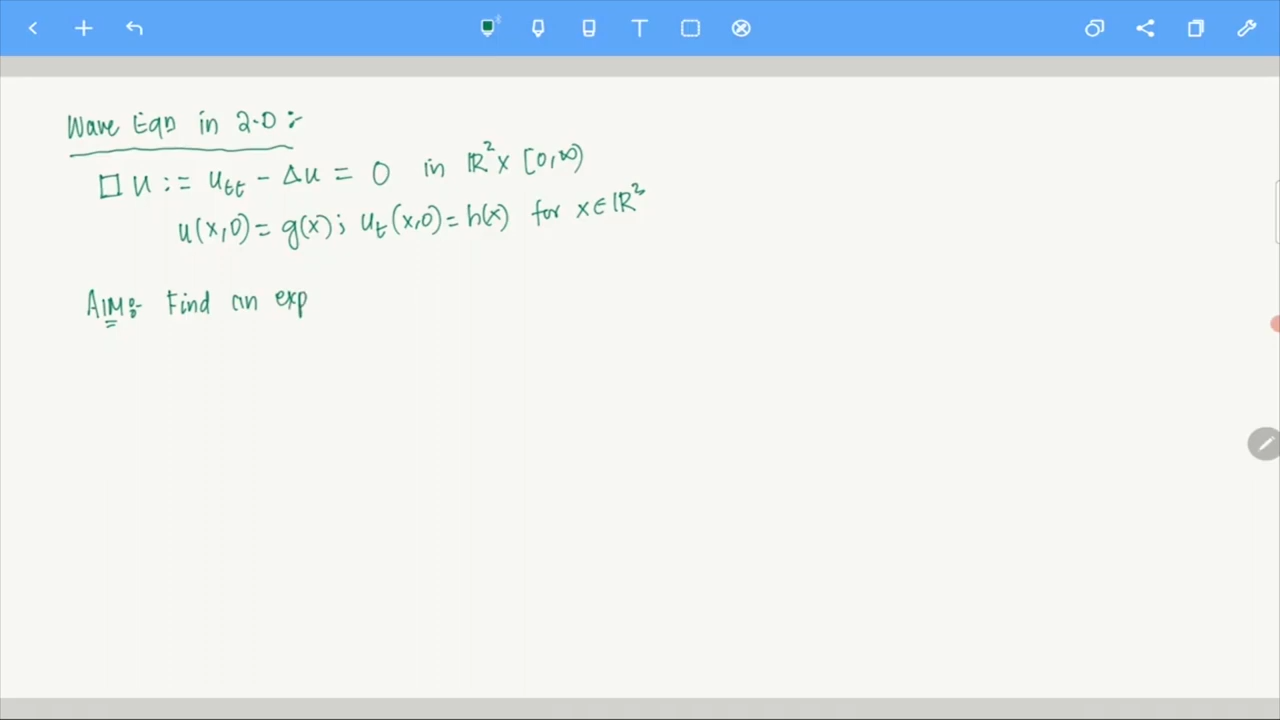 Wave Eqn in 2-D :-
□ u := u_tt - Δu = 0 in ℝ² × [0,∞)
u(x,0) = g(x) ; u_t(x,0) = h(x) for x ∈ ℝ²
AIM :- Find an exp